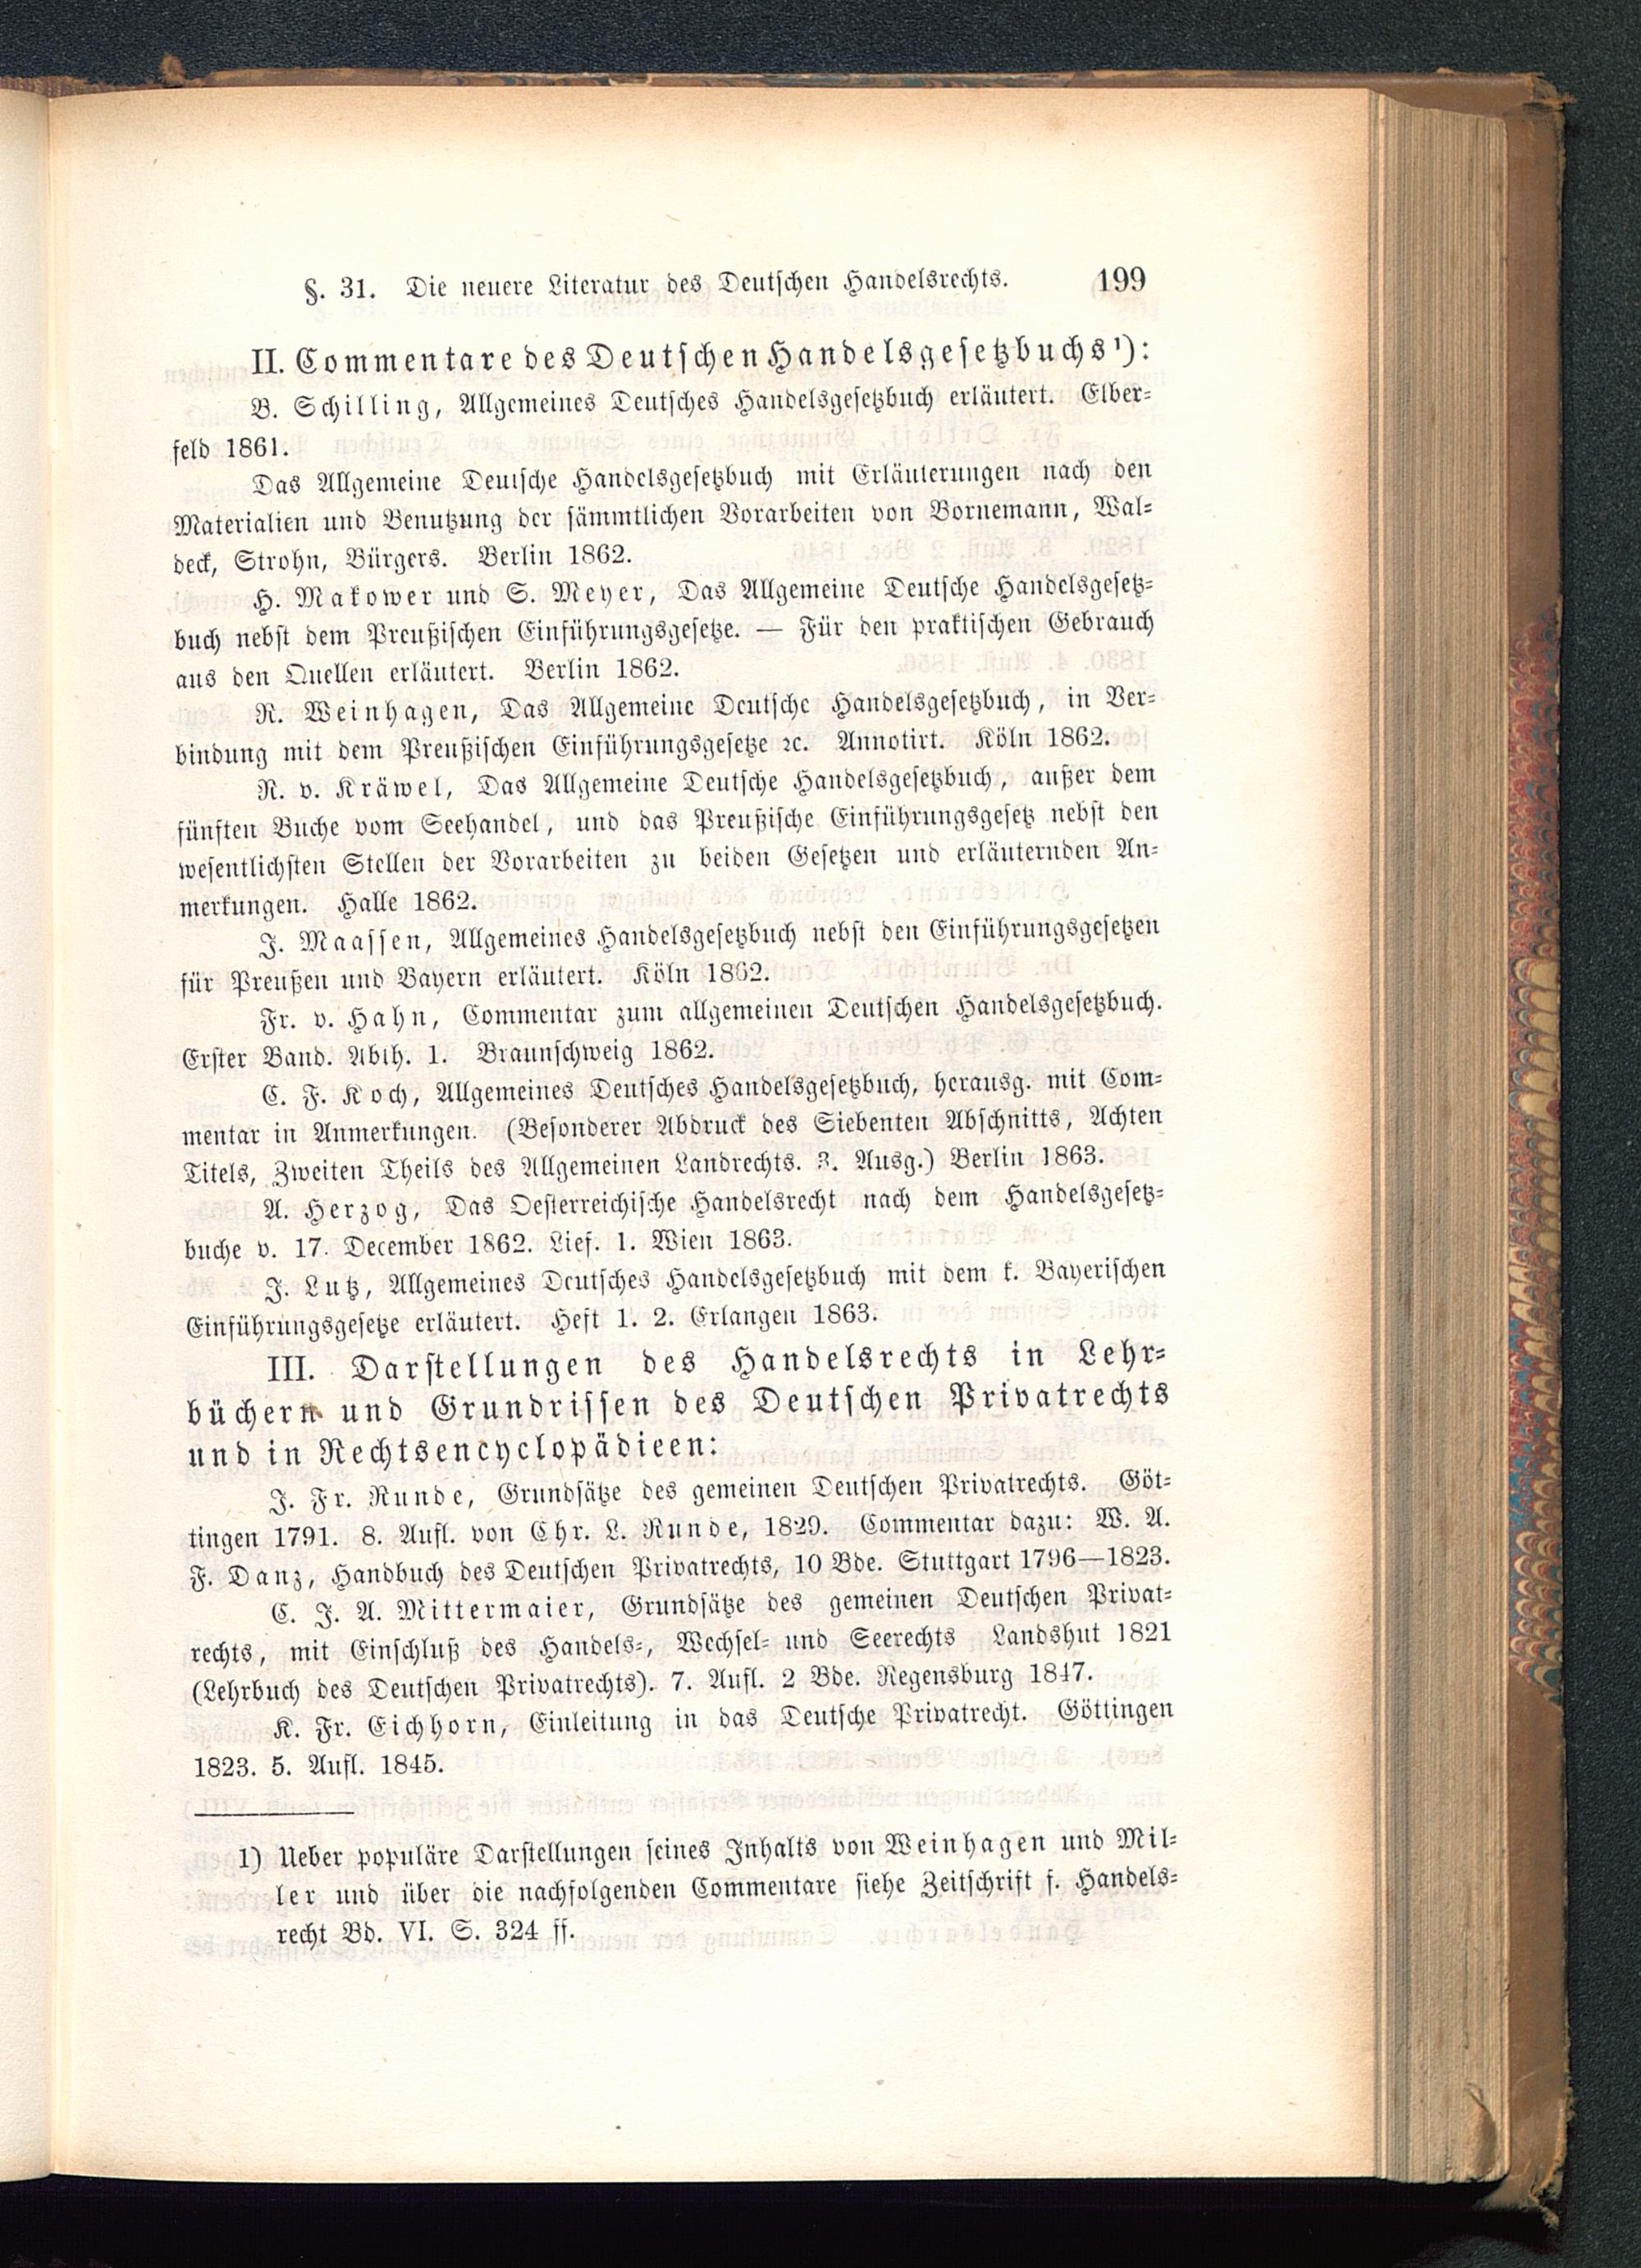 §. 31. Die neuere Literatur des Deutschen Handelsrechts. 199
II. Commentare des Deutschen Handelsgesetzbuchs ¹):
B. Schilling, Allgemeines Deutsches Handelsgesetzbuch erläutert. Elber-
feld 1861.
Das Allgemeine Deutsche Handelsgesetzbuch mit Erläuterungen nach den
Materialien und Benutzung der sämmtlichen Vorarbeiten von Bornemann, Wal-
deck, Strohn, Bürgers. Berlin 1862.
H. Makower und S. Meyer, Das Allgemeine Deutsche Handelsgesetz-
buch nebst dem Preußischen Einführungsgesetze. — Für den praktischen Gebrauch
aus den Quellen erläutert. Berlin 1862.
R. Weinhagen, Das Allgemeine Deutsche Handelsgesetzbuch, in Ver-
bindung mit dem Preußischen Einführungsgesetze ꝛc. Annotirt. Köln 1862.
R. v. Kräwel, Das Allgemeine Deutsche Handelsgesetzbuch, außer dem
fünften Buche vom Seehandel, und das Preußische Einführungsgesetz nebst den
wesentlichsten Stellen der Vorarbeiten zu beiden Gesetzen und erläuternden An-
merkungen. Halle 1862.
J. Maassen, Allgemeines Handelsgesetzbuch nebst den Einführungsgesetzen
für Preußen und Bayern erläutert. Köln 1862.
Fr. v. Hahn, Commentar zum allgemeinen Deutschen Handelsgesetzbuch.
Erster Band. Abth. 1. Braunschweig 1862.
C. F. Koch, Allgemeines Deutsches Handelsgesetzbuch, herausg. mit Com-
mentar in Anmerkungen. (Besonderer Abdruck des Siebenten Abschnitts, Achten
Titels, Zweiten Theils des Allgemeinen Landrechts. 3. Ausg.) Berlin 1863.
A. Herzog, Das Oesterreichische Handelsrecht nach dem Handelsgesetz-
buche v. 17. December 1862. Lief. 1. Wien 1863.
J. Lutz, Allgemeines Deutsches Handelsgesetzbuch mit dem k. Bayerischen
Einführungsgesetze erläutert. Heft 1. 2. Erlangen 1863.
III. Darstellungen des Handelsrechts in Lehr-
büchern und Grundrissen des Deutschen Privatrechts
und in Rechtsencyclopädieen:
J. Fr. Runde, Grundsätze des gemeinen Deutschen Privatrechts. Göt-
tingen 1791. 8. Aufl. von Chr. L. Runde, 1829. Commentar dazu: W. A.
F. Danz, Handbuch des Deutschen Privatrechts, 10 Bde. Stuttgart 1796—1823.
C. J. A. Mittermaier, Grundsätze des gemeinen Deutschen Privat-
rechts, mit Einschluß des Handels-, Wechsel- und Seerechts Landshut 1821
(Lehrbuch des Deutschen Privatrechts). 7. Aufl. 2 Bde. Regensburg 1847.
K. Fr. Eichhorn, Einleitung in das Deutsche Privatrecht. Göttingen
1823. 5. Aufl. 1845.
1) Ueber populäre Darstellungen seines Inhalts von Weinhagen und Mil-
ler und über die nachfolgenden Commentare siehe Zeitschrift f. Handels-
recht Bd. VI. S. 324 ff.